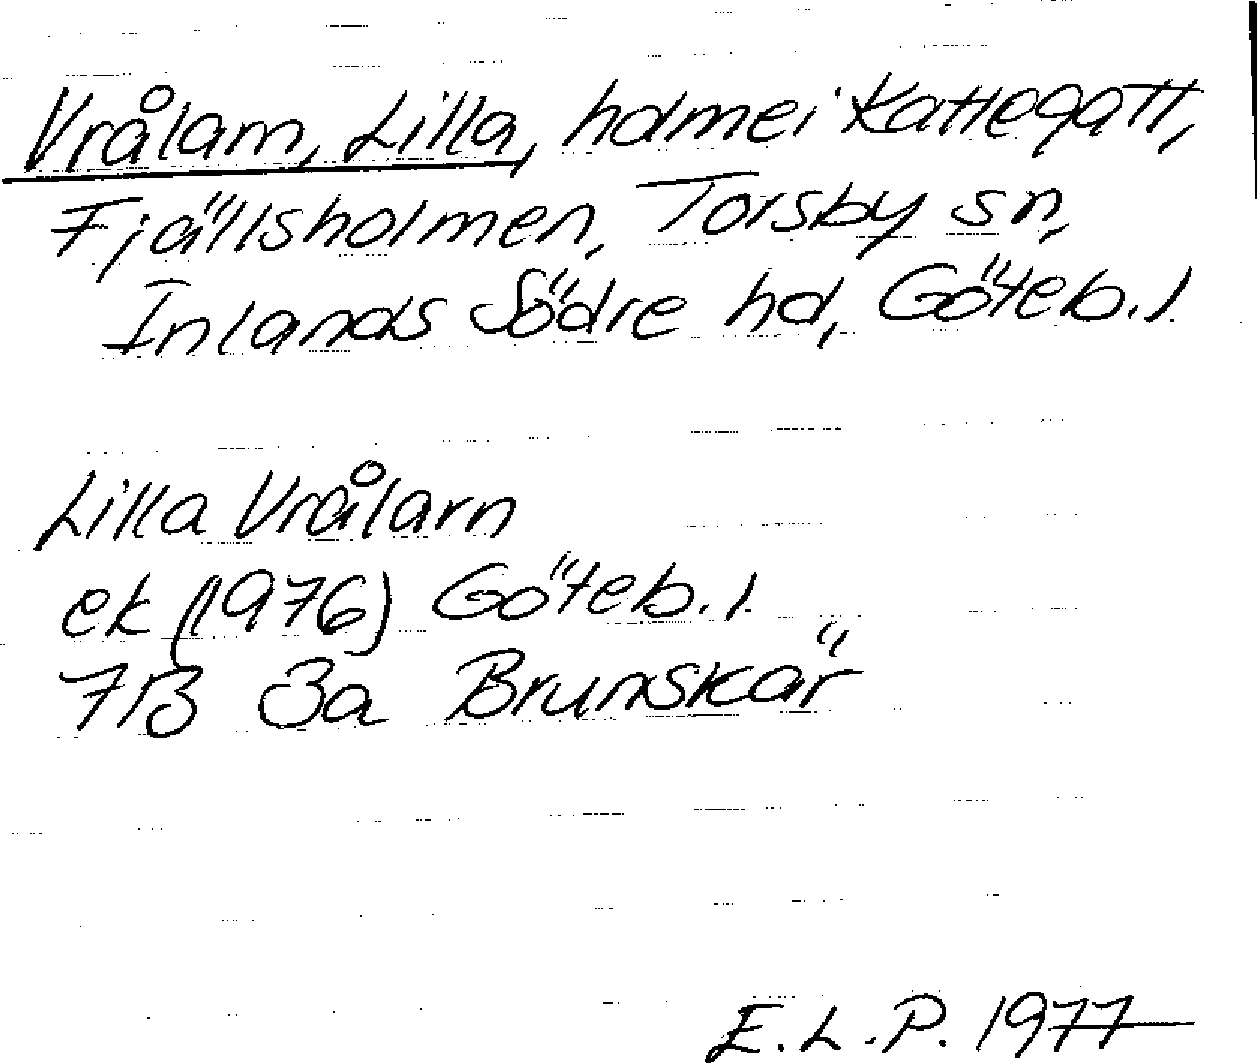 Vrålarn, Lilla, holme i Kattegatt,
Fjällsholmen, Torsby sn,
Inlands Södre hd, Göteb. l.
Lilla Vrålarn
ek (1976) Göteb. l.
7B 3a Brunskär
E. L. P. 1977